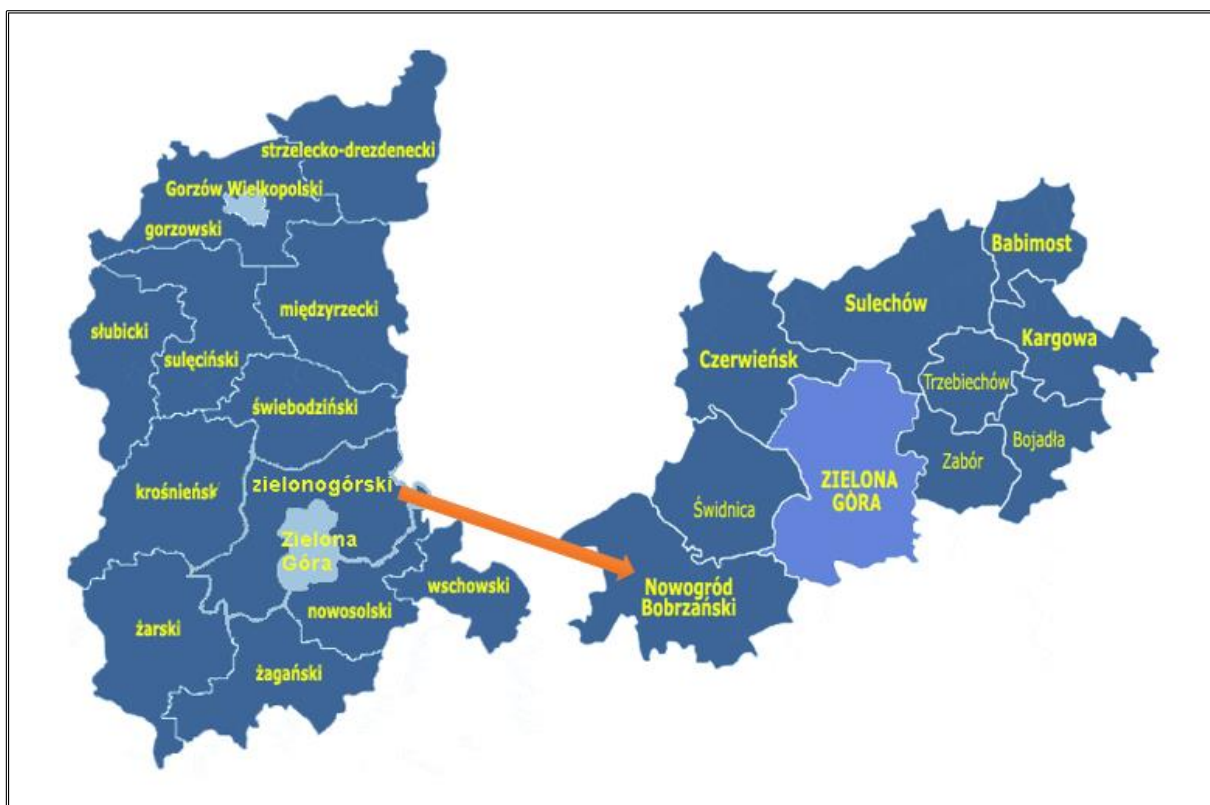 strzelecko-drezdenecki
Gorzów Wielkopolski
gorzowski
międzyrzecki
słubicki
sulęciński
świebodziński
krośnieńsk
zielonogórski
Zielona
Góra
wschowski
nowosolski
żarski
żagański
Babimost
Sulechów
Kargowa
Czerwieńsk
Trzebiechów
Bojadła
Zabór
ZIELONA
GÓRA
Świdnica
Nowogród
Bobrzański